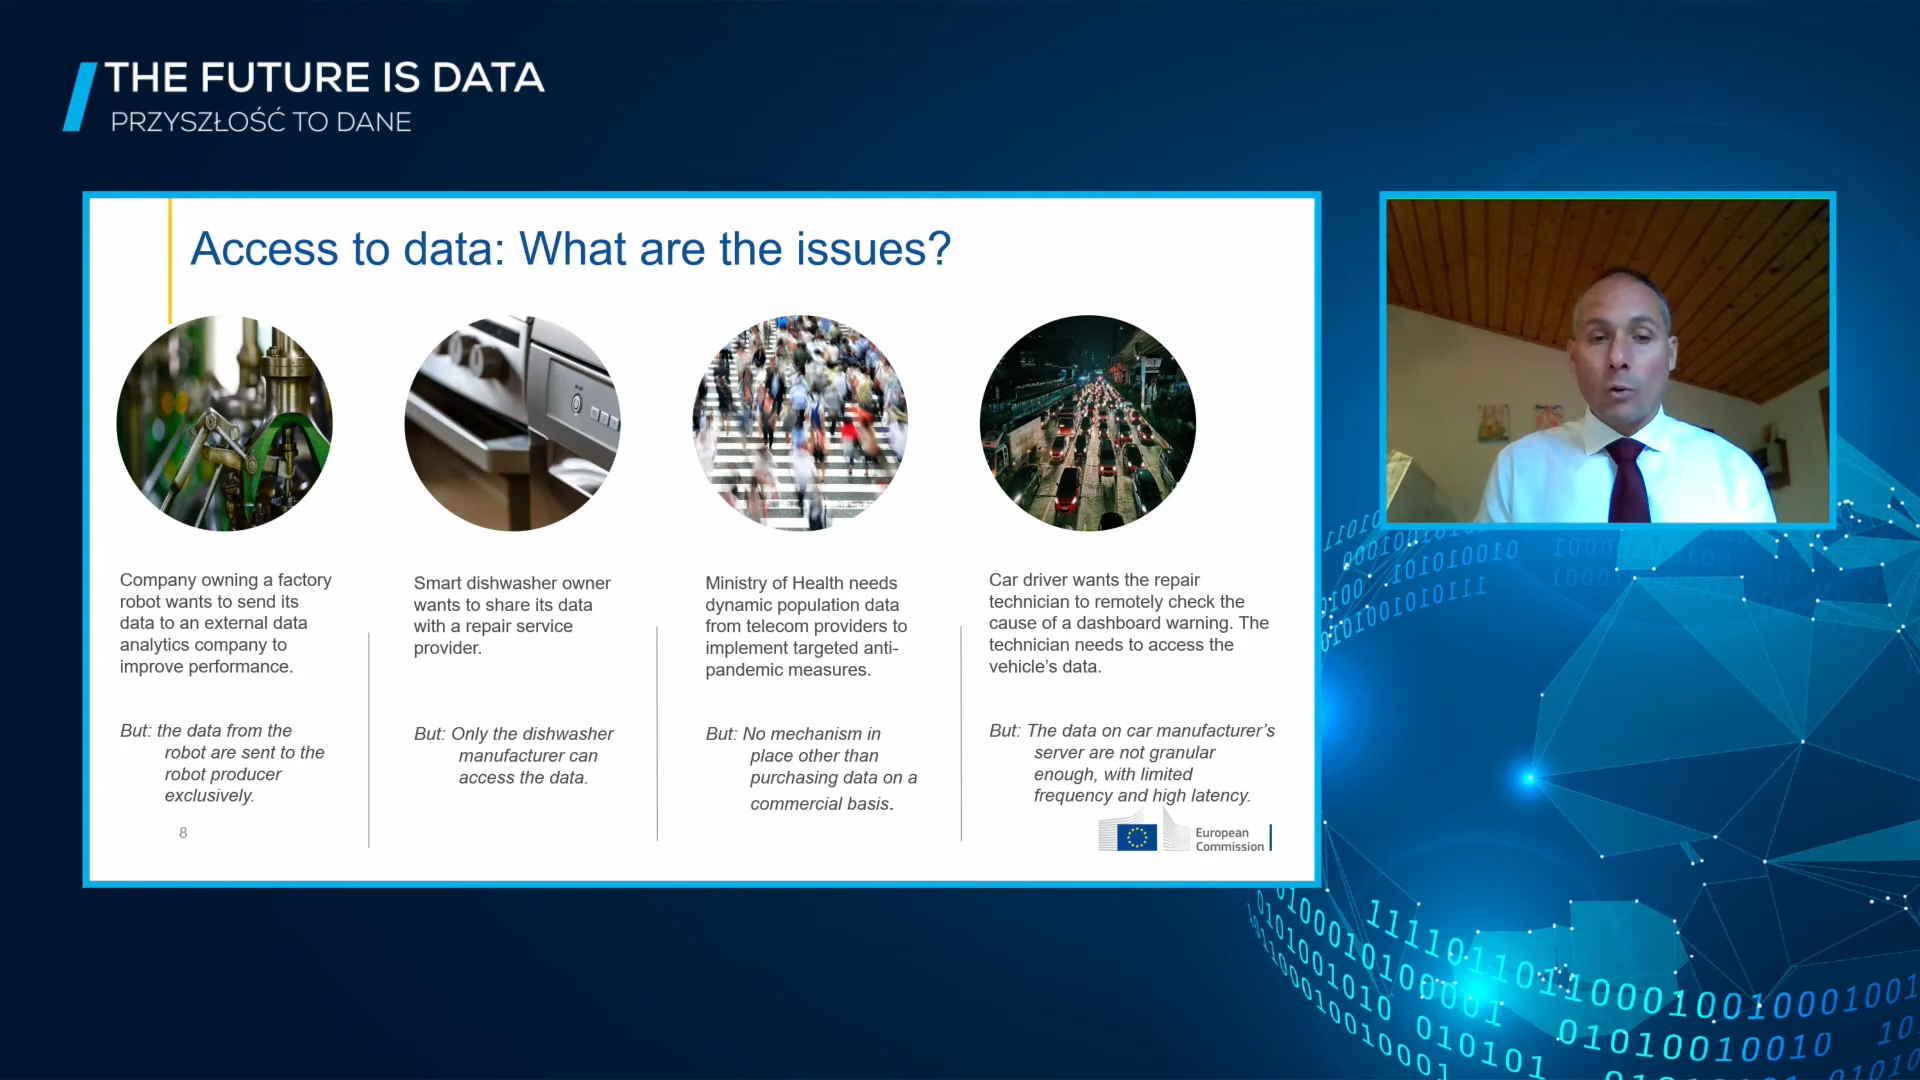 THE FUTURE IS DATA
PRZYSZŁOŚĆ TO DANE
Access to data: What are the issues?
Company owning a factory
robot wants to send its
data to an external data
analytics company to
improve performance.
But: the data from the
robot are sent to the
robot producer
exclusively.
Smart dishwasher owner
wants to share its data
with a repair service
provider.
But: Only the dishwasher
manufacturer can
access the data.
Ministry of Health needs
dynamic population data
from telecom providers to
implement targeted anti-
pandemic measures.
But: No mechanism in
place other than
purchasing data on a
commercial basis.
Car driver wants the repair
technician to remotely check the
cause of a dashboard warning. The
technician needs to access the
vehicle's data.
But: The data on car manufacturer's
server are not granular
enough, with limited
frequency and high latency.
8
European
Commission